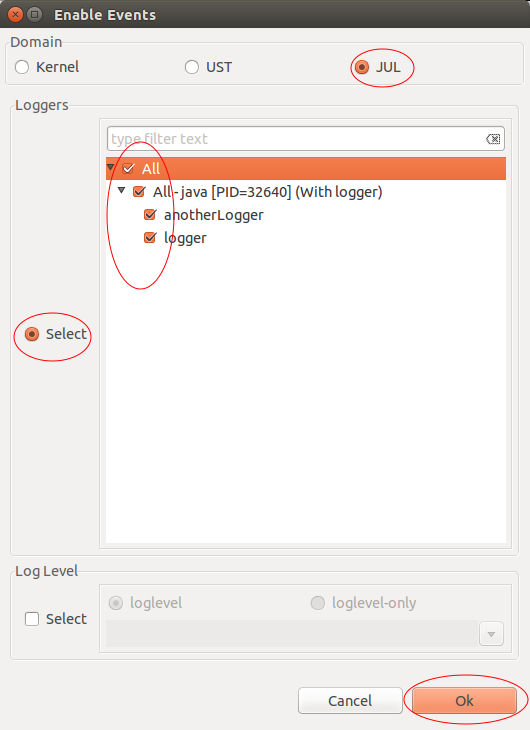 Enable Events
Domain
Kernel UST JUL
Loggers
type filter text
All
All - java [PID=32640] (With logger)
anotherLogger
logger
Select
Log Level
loglevel loglevel-only
Select
Cancel Ok